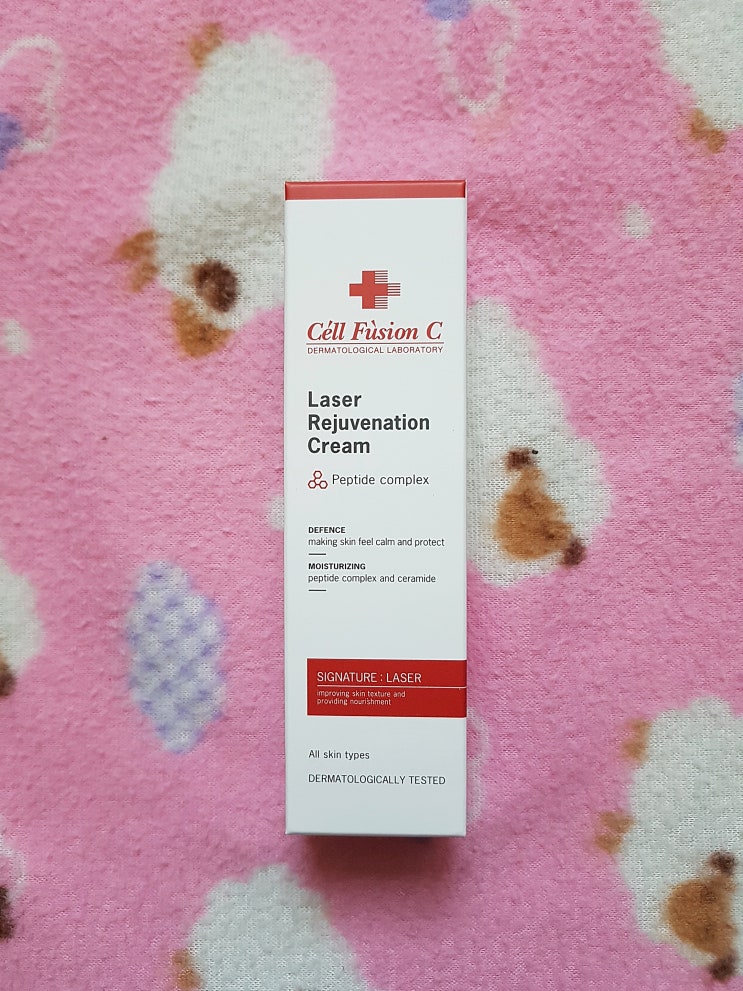 Céll Fùsion C
DERMATOLOGICAL LABORATORY
Laser
Rejuvenation
Cream
Peptide complex
DEFENCE
making skin feel calm and protect
MOISTURIZING
peptide complex and ceramide
SIGNATURE : LASER
improving skin texture and
providing nourishment
All skin types
DERMATOLOGICALLY TESTED